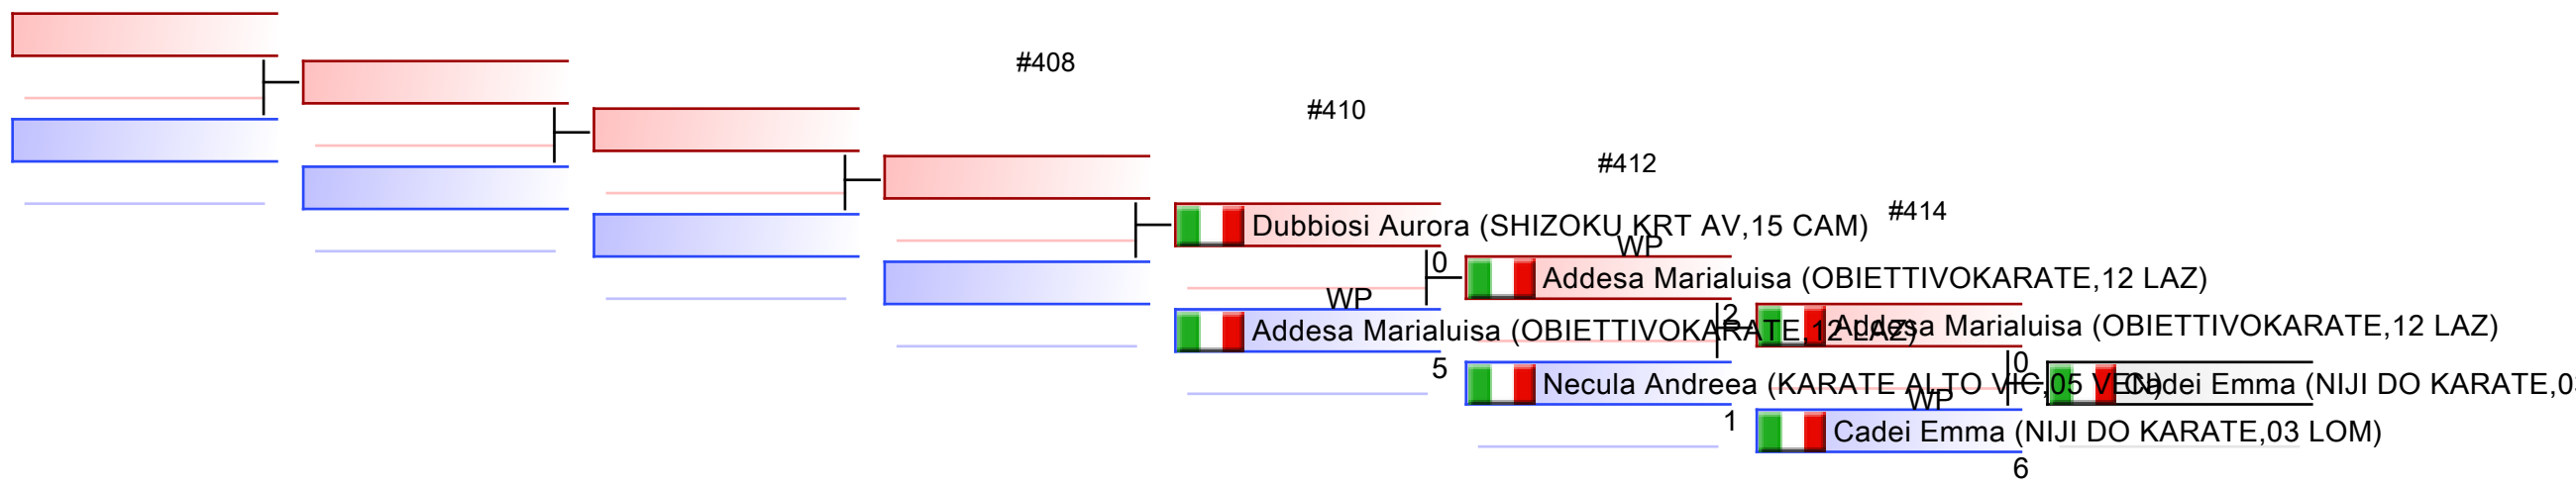 #408
#410
#412
#414
Dubbiosi Aurora (SHIZOKU KRT AV,15 CAM)
WP
0
Addesa Marialuisa (OBIETTIVOKARATE,12 LAZ)
WP
2
Addesa Marialuisa (OBIETTIVOKARATE,12 LAZ)
Addesa Marialuisa (OBIETTIVOKARATE,12 LAZ)
0
5
Necula Andreea (KARATE ALTO VIC,05 VEN)
Cadei Emma (NIJI DO KARATE,03
WP
1
Cadei Emma (NIJI DO KARATE,03 LOM)
6